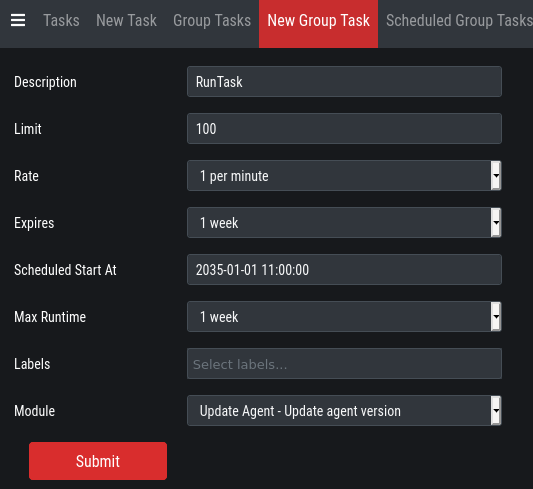 Tasks New Task Group Tasks New Group Task Scheduled Group Tasks
Description RunTask
Limit 100
Rate 1 per minute
Expires 1 week
Scheduled Start At 2035-01-01 11:00:00
Max Runtime 1 week
Labels Select labels...
Module Update Agent - Update agent version
Submit